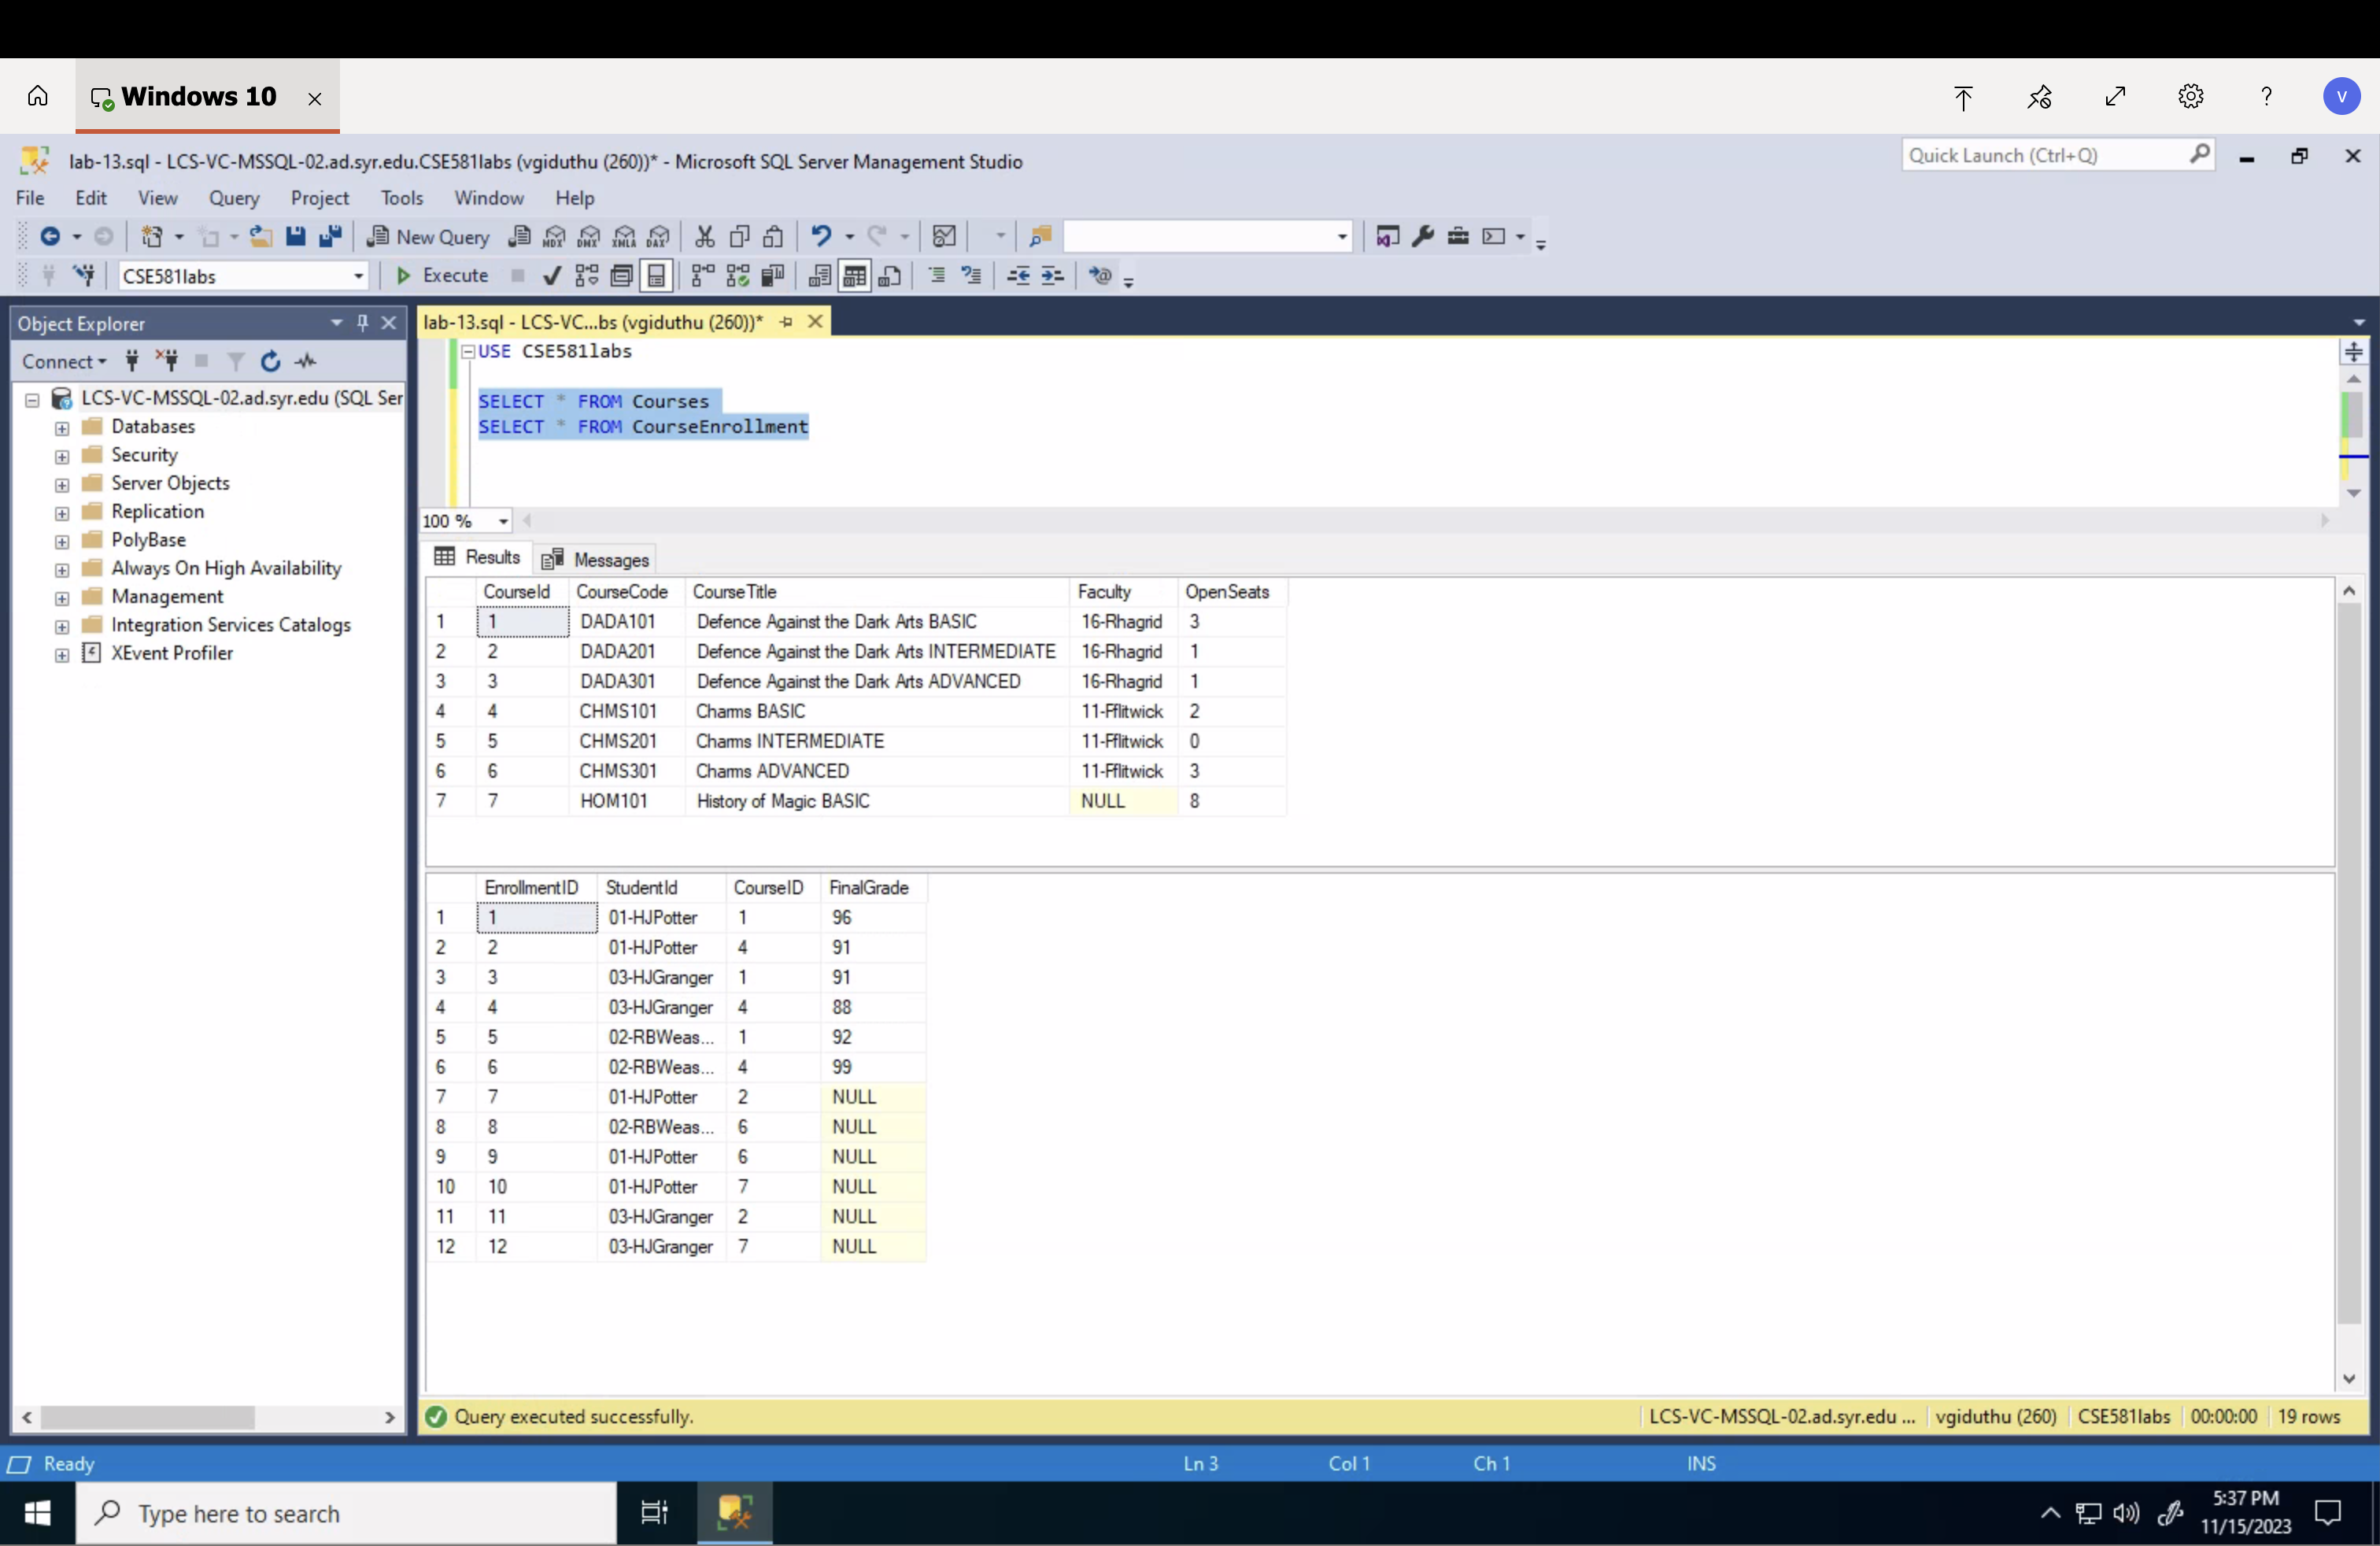 Windows 10
V
lab-13.sql - LCS-VC-MSSQL-02.ad.syr.edu.CSE581labs (vgiduthu (260))* - Microsoft SQL Server Management Studio
Quick Launch (Ctrl+Q)
File Edit View Query Project Tools Window Help
New Query MDX DMX XMLA DAX
CSE581labs Execute
Object Explorer
lab-13.sql - LCS-VC...bs (vgiduthu (260))*
Connect
LCS-VC-MSSQL-02.ad.syr.edu (SQL Ser
Databases
Security
Server Objects
Replication
PolyBase
Always On High Availability
Management
Integration Services Catalogs
XEvent Profiler
USE CSE581labs
SELECT * FROM Courses
SELECT * FROM CourseEnrollment
100 %
Results Messages
CourseId CourseCode CourseTitle Faculty OpenSeats
1 1 DADA101 Defence Against the Dark Arts BASIC 16-Rhagrid 3
2 2 DADA201 Defence Against the Dark Arts INTERMEDIATE 16-Rhagrid 1
3 3 DADA301 Defence Against the Dark Arts ADVANCED 16-Rhagrid 1
4 4 CHMS101 Charms BASIC 11-Fflitwick 2
5 5 CHMS201 Charms INTERMEDIATE 11-Fflitwick 0
6 6 CHMS301 Charms ADVANCED 11-Fflitwick 3
7 7 HOM101 History of Magic BASIC NULL 8
EnrollmentID StudentId CourseID FinalGrade
1 1 01-HJPotter 1 96
2 2 01-HJPotter 4 91
3 3 03-HJGranger 1 91
4 4 03-HJGranger 4 88
5 5 02-RBWeas... 1 92
6 6 02-RBWeas... 4 99
7 7 01-HJPotter 2 NULL
8 8 02-RBWeas... 6 NULL
9 9 01-HJPotter 6 NULL
10 10 01-HJPotter 7 NULL
11 11 03-HJGranger 2 NULL
12 12 03-HJGranger 7 NULL
Query executed successfully. LCS-VC-MSSQL-02.ad.syr.edu ... vgiduthu (260) CSE581labs 00:00:00 19 rows
Ready Ln 3 Col 1 Ch 1 INS
Type here to search
5:37 PM
11/15/2023